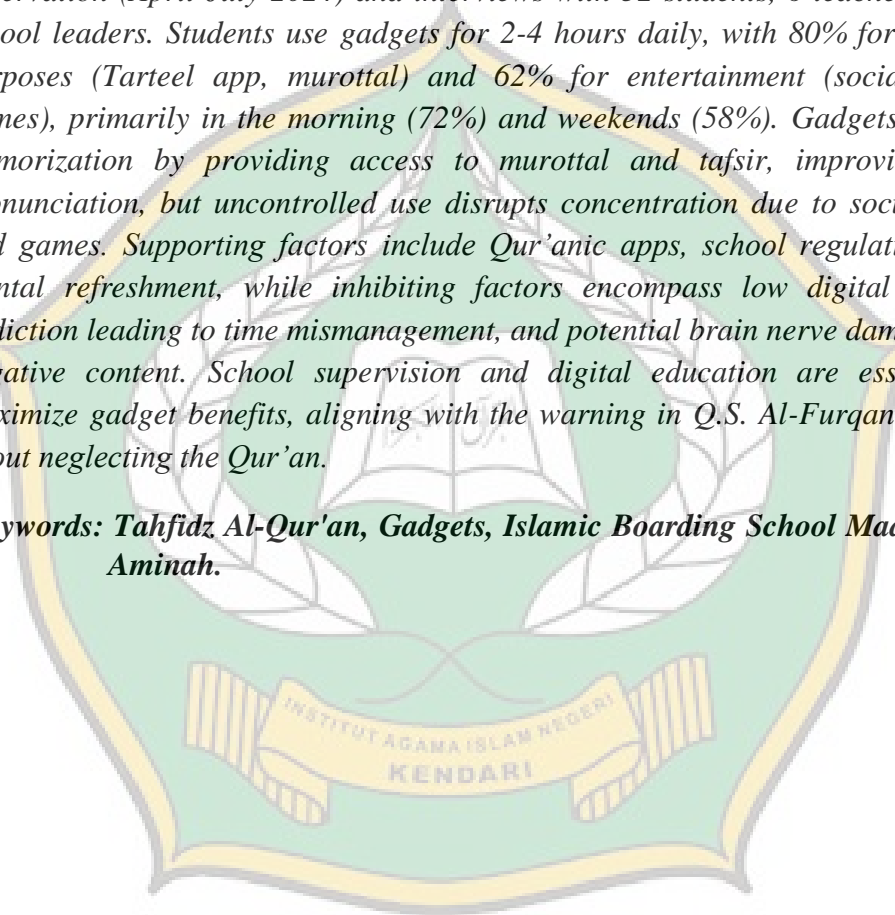 (April-July 2024) and interviews with 32 students, 8
leaders. Students use gadgets for 2-4 hours daily, with 80% for
(Tarteel app, murottal) and 62% for entertainment
primarily in the morning (72%) and weekends (58%). Gadgets
by providing access to murottal and tafsir,
but uncontrolled use disrupts concentration due to
games. Supporting factors include Qur’anic apps, school
refreshment, while inhibiting factors encompass low digital
leading to time mismanagement, and potential brain nerve
content. School supervision and digital education are
gadget benefits, aligning with the warning in Q.S. Al-Furqan
neglecting the Qur’an.
Tahfidz Al-Qur'an, Gadgets, Islamic Boarding School
Aminah.
INSTITUT AGAMA ISLAM NEGERI
KENDARI